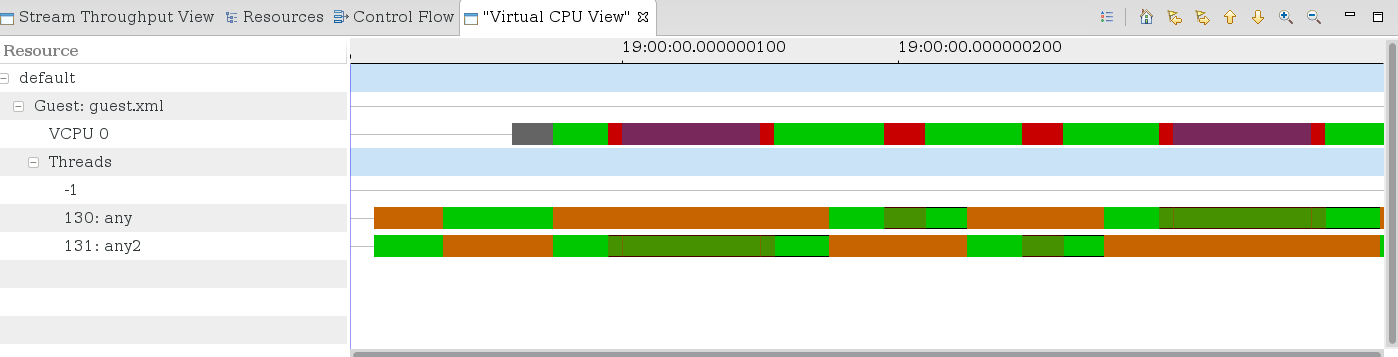 Stream Throughput View Resources Control Flow "Virtual CPU View"
Resource 19:00:00.000000100 19:00:00.000000200
default
Guest: guest.xml
VCPU 0
Threads
-1
130: any
131: any2